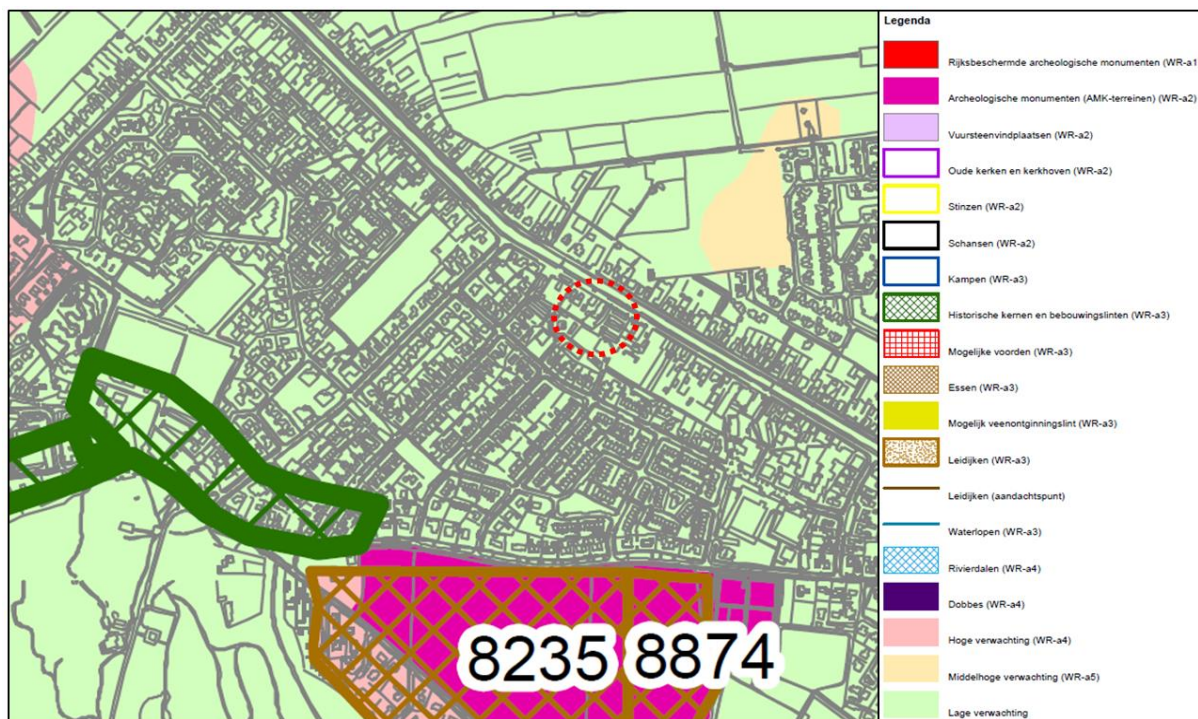 Legenda
Rijksbeschermde archeologische monumenten (WR-a1
Archeologische monumenten (AMK-terreinen) (WR-a2)
Vuursteenvindplaatsen (WR-a2)
Oude kerken en kerkhoven (WR-a2)
Stinzen (WR-a2)
Schansen (WR-a2)
Kampen (WR-a3)
Historische kernen en bebouwingslinten (WR-a3)
Mogelijke voorden (WR-a3)
Essen (WR-a3)
Mogelijk veenontginningslint (WR-a3)
Leidijken (WR-a3)
Leidijken (aandachtspunt)
Waterlopen (WR-a3)
Rivierdalen (WR-a4)
Dobbes (WR-a4)
Hoge verwachting (WR-a4)
Middelhoge verwachting (WR-a5)
Lage verwachting
8235 8874